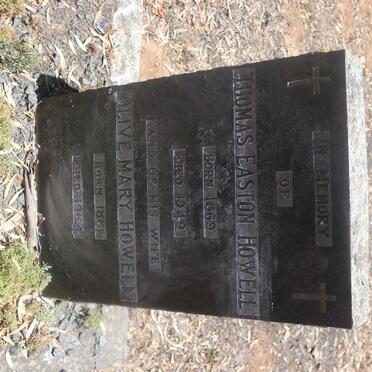 IN MEMORY
OF
THOMAS EASTON HOWELL
BORN 1869
DIED 1949
AND OF HIS WIFE
OLIVE MARY HOWELL
BORN
DIED